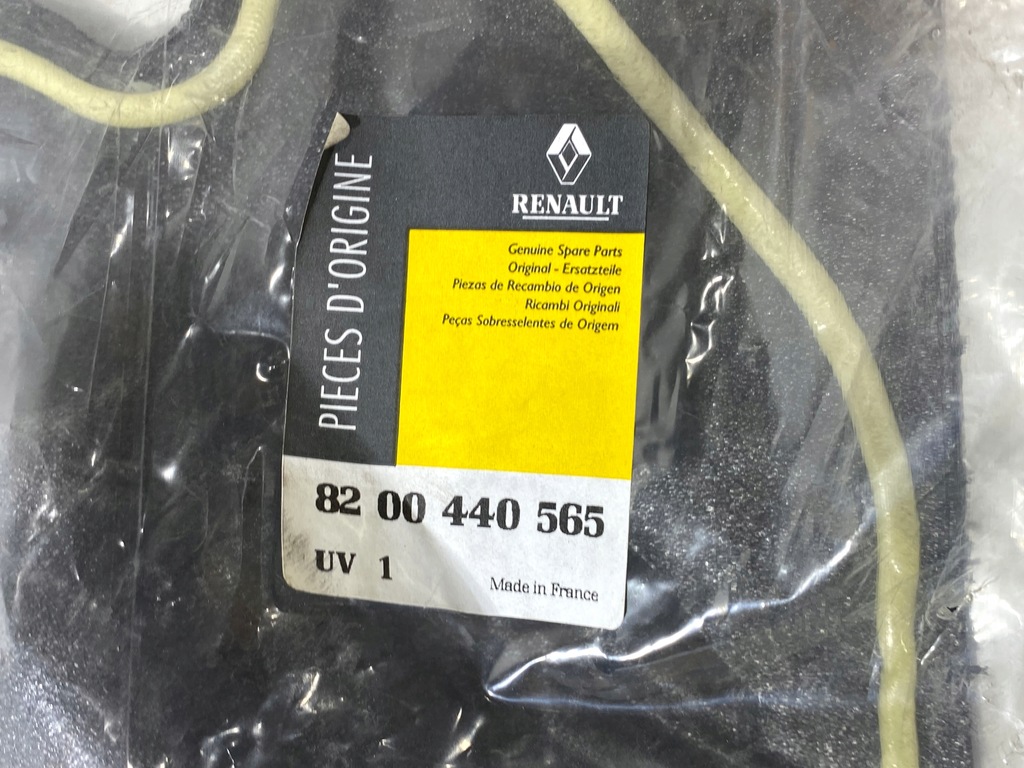 PIECES D'ORIGINE
RENAULT
Genuine Spare Parts
Original - Ersatzteile
Piezas de Recambio de Origen
Ricambi Originali
Peças Sobresselentes de Origem
82 00 440 565
UV 1
Made in France